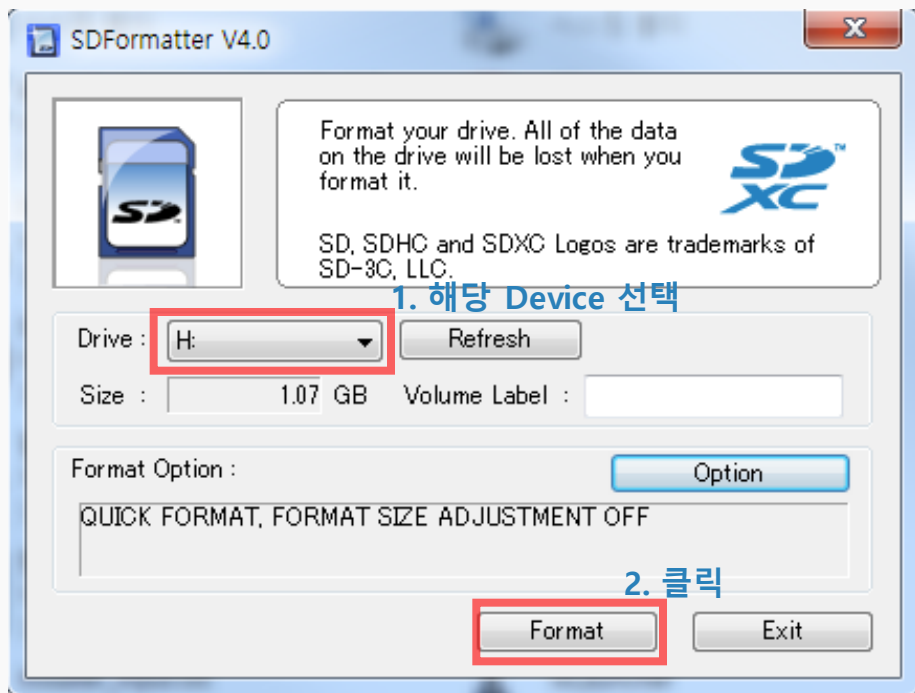 SDFormatter V4.0
Format your drive. All of the data
on the drive will be lost when you
format it.
SD XC ™
SD, SDHC and SDXC Logos are trademarks of
SD-3C, LLC.
1. 해당 Device 선택
Drive : H: Refresh
Size : 1.07 GB Volume Label :
Format Option : Option
QUICK FORMAT, FORMAT SIZE ADJUSTMENT OFF
2. 클릭
Format Exit